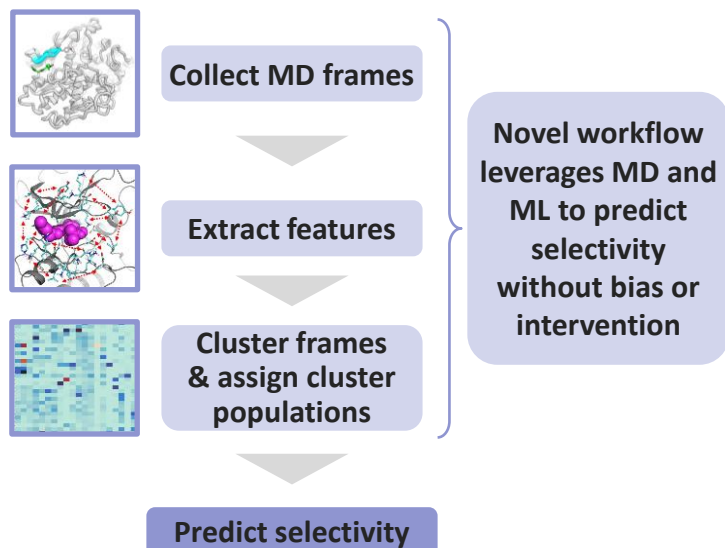 Collect MD frames
Extract features
Cluster frames
& assign cluster
populations
Predict selectivity
Novel workflow
leverages MD and
ML to predict
selectivity
without bias or
intervention